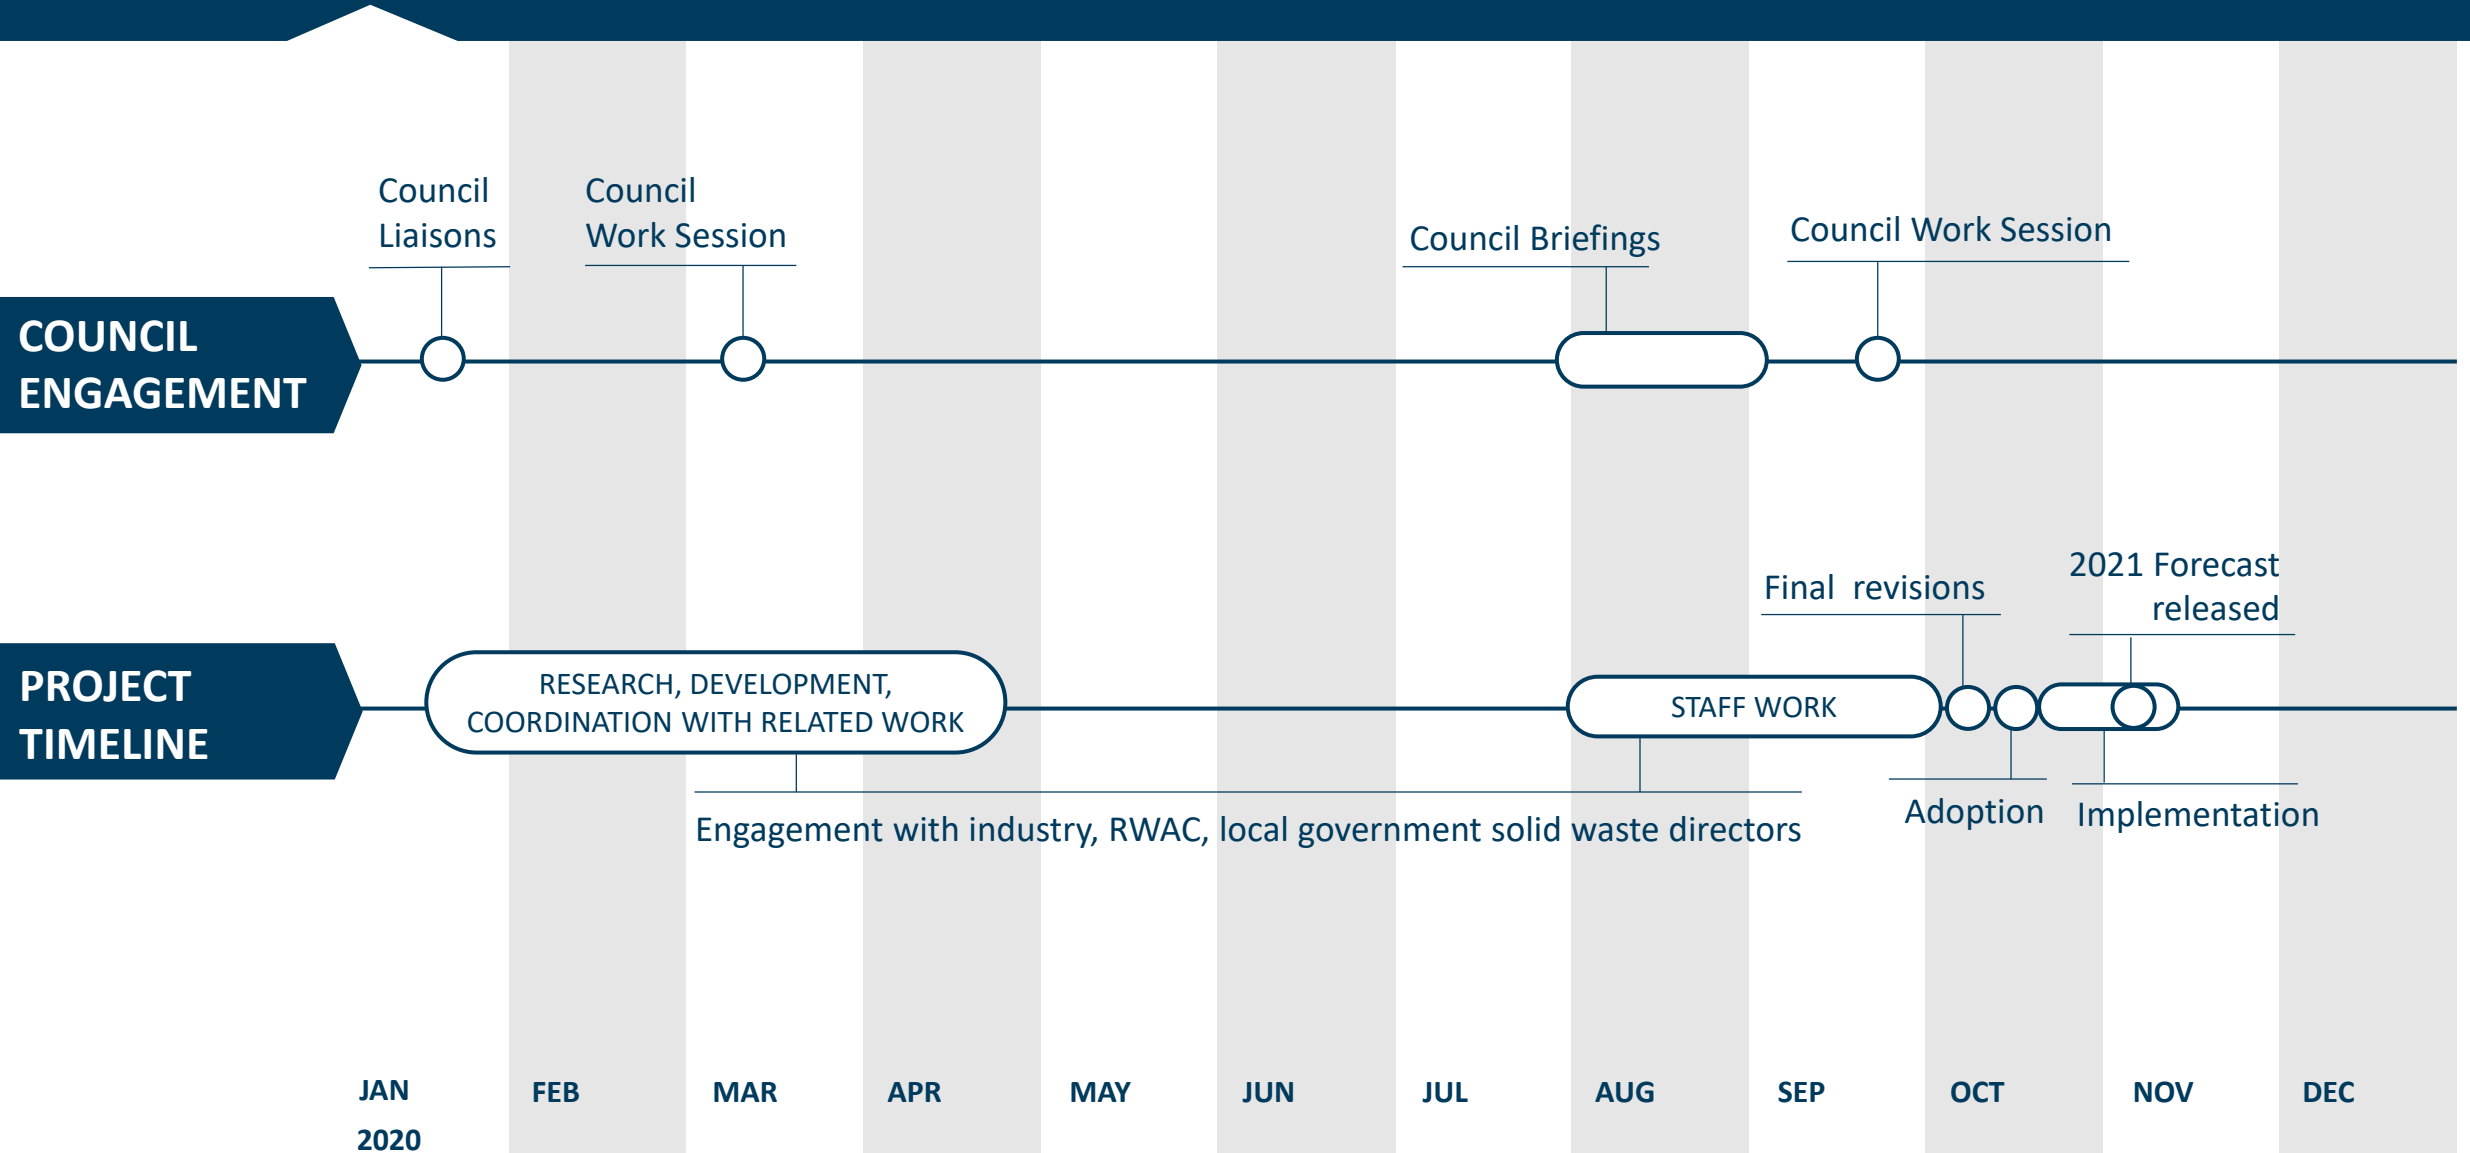 Council
Liaisons
Council
Work Session
Council Briefings
Council Work Session
COUNCIL
ENGAGEMENT
2021 Forecast
released
Final revisions
PROJECT
TIMELINE
RESEARCH, DEVELOPMENT,
COORDINATION WITH RELATED WORK
STAFF WORK
Engagement with industry, RWAC, local government solid waste directors
Adoption
Implementation
JAN
2020
FEB
MAR
APR
MAY
JUN
JUL
AUG
SEP
OCT
NOV
DEC